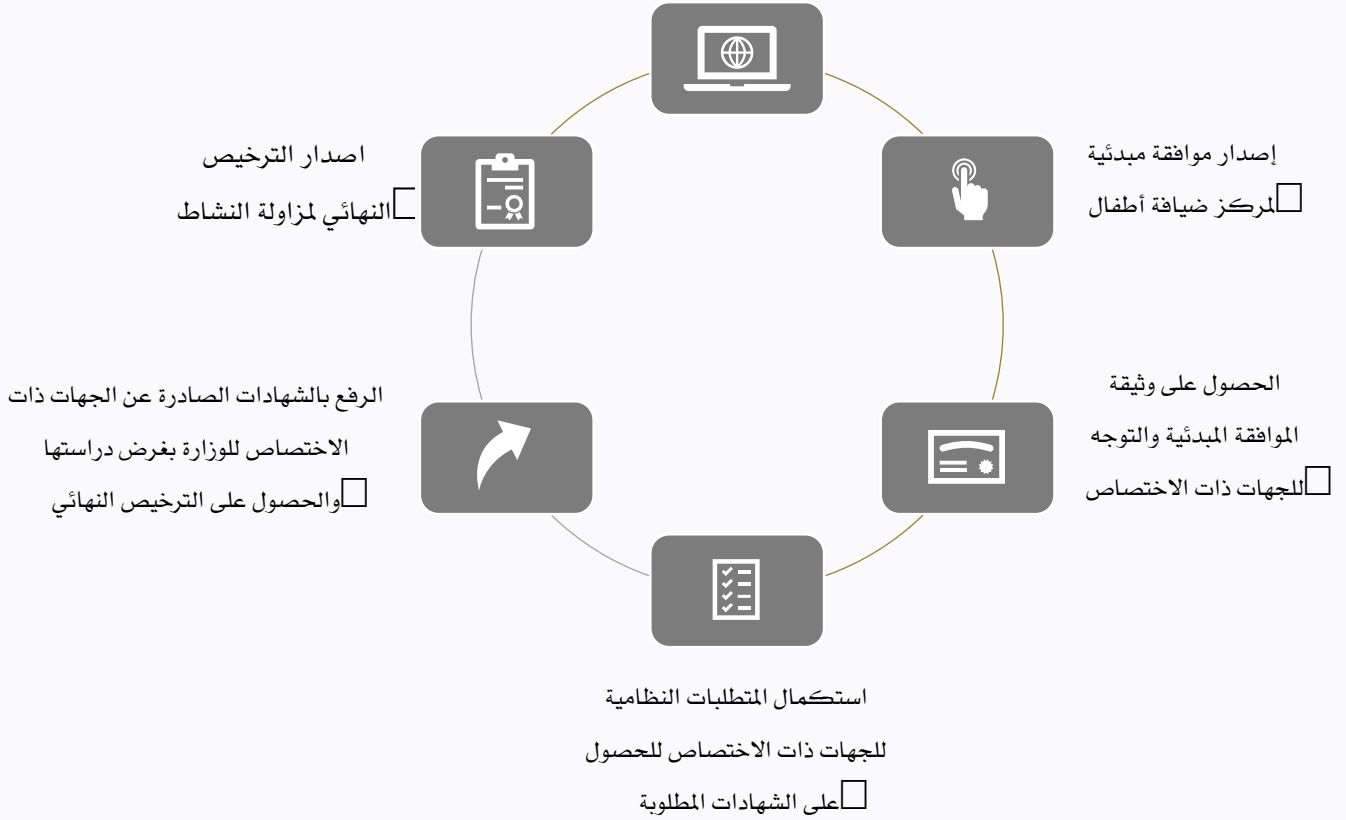 إصدار موافقة مبدئية
لمركز ضيافة أطفال
الحصول على وثيقة
الموافقة المبدئية والتوجه
للجهات ذات الاختصاص
استكمال المتطلبات النظامية
للجهات ذات الاختصاص للحصول
على الشهادات المطلوبة
الرفع بالشهادات الصادرة عن الجهات ذات
الاختصاص للوزارة بغرض دراستها
والحصول على الترخيص النهائي
اصدار الترخيص
النهائي لمزاولة النشاط